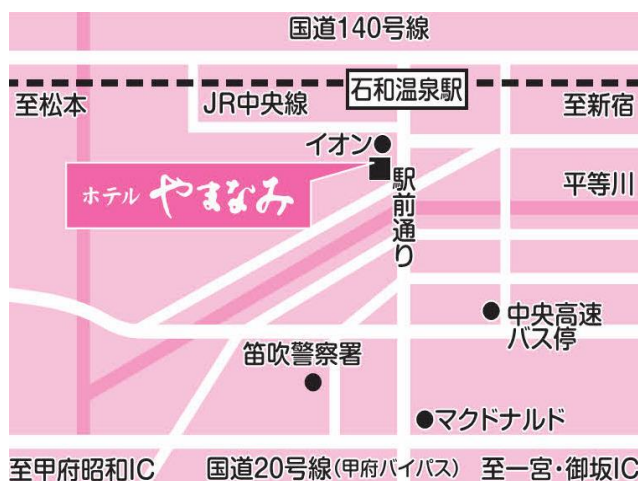 国道140号線
石和温泉駅
至松本
JR中央線
至新宿
イオン
ホテル やまなみ
駅前通り
平等川
中央高速
バス停
笛吹警察署
マクドナルド
至甲府昭和IC
国道20号線(甲府バイパス)
至一宮・御坂IC